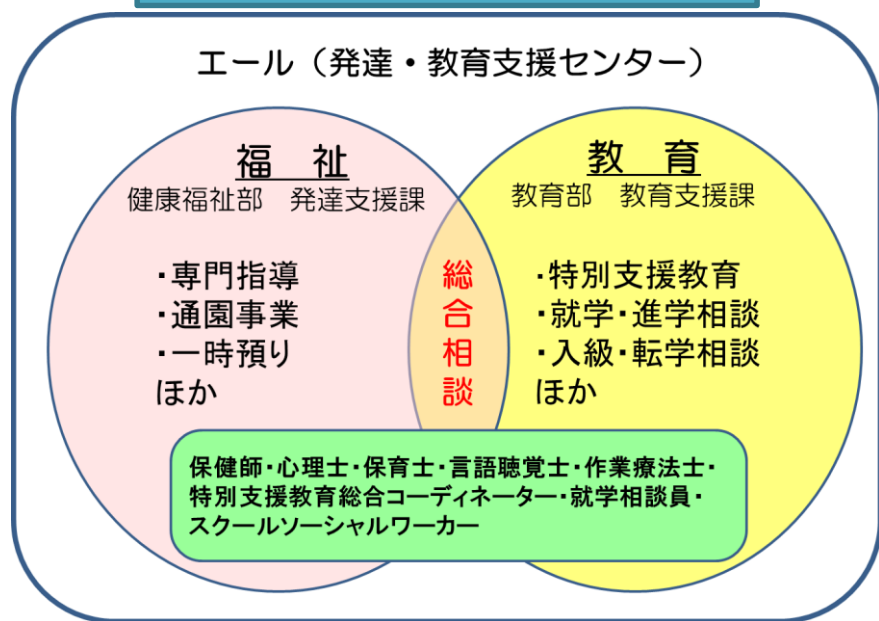 エール（発達・教育支援センター）
福　祉
健康福祉部　発達支援課
・専門指導
・通園事業
・一時預り
ほか
総
合
相
談
教　育
教育部　教育支援課
・特別支援教育
・就学・進学相談
・入級・転学相談
ほか
保健師・心理士・保育士・言語聴覚士・作業療法士・
特別支援教育総合コーディネーター・就学相談員・
スクールソーシャルワーカー